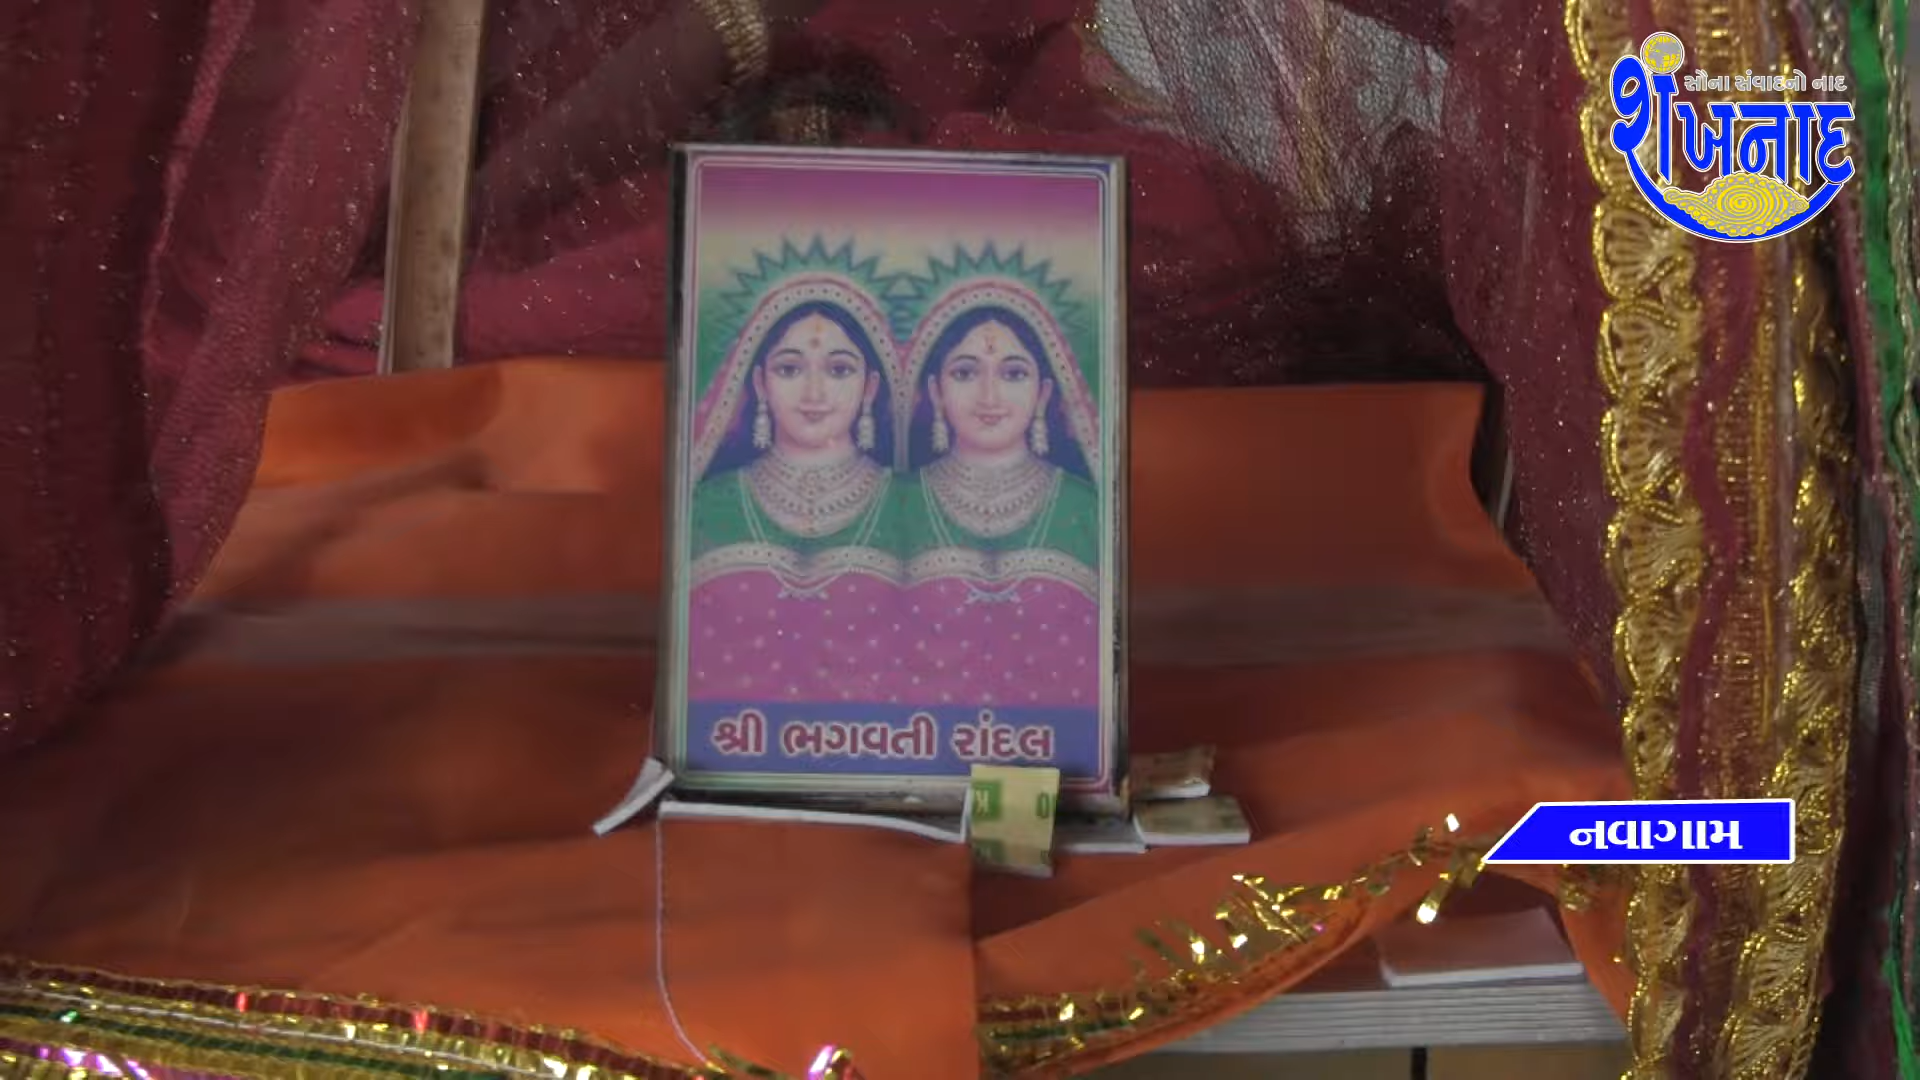 સૌના સંવાદનો નાદ
શંખનાદ
શ્રી ભગવતી રાંદલ
નવાગામ